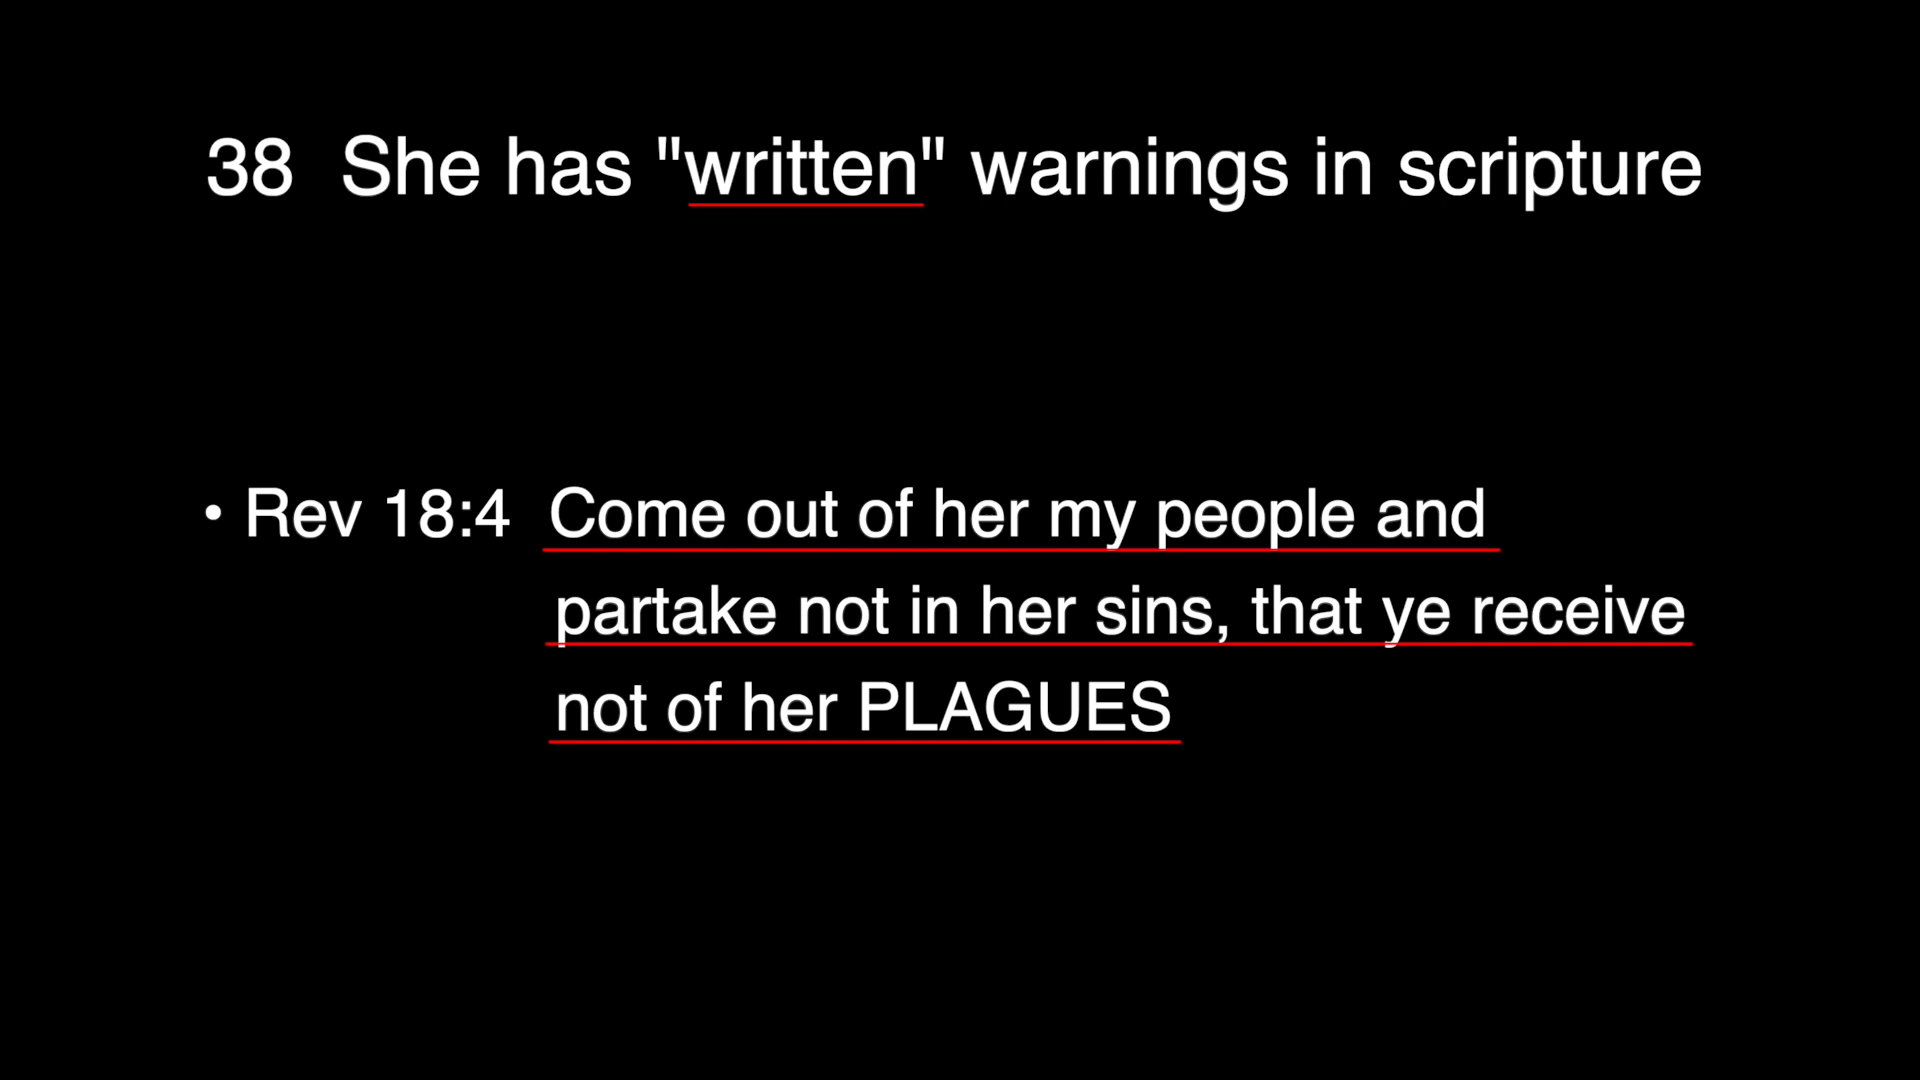 38 She has "written" warnings in scripture
• Rev 18:4 Come out of her my people and
partake not in her sins, that ye receive
not of her PLAGUES